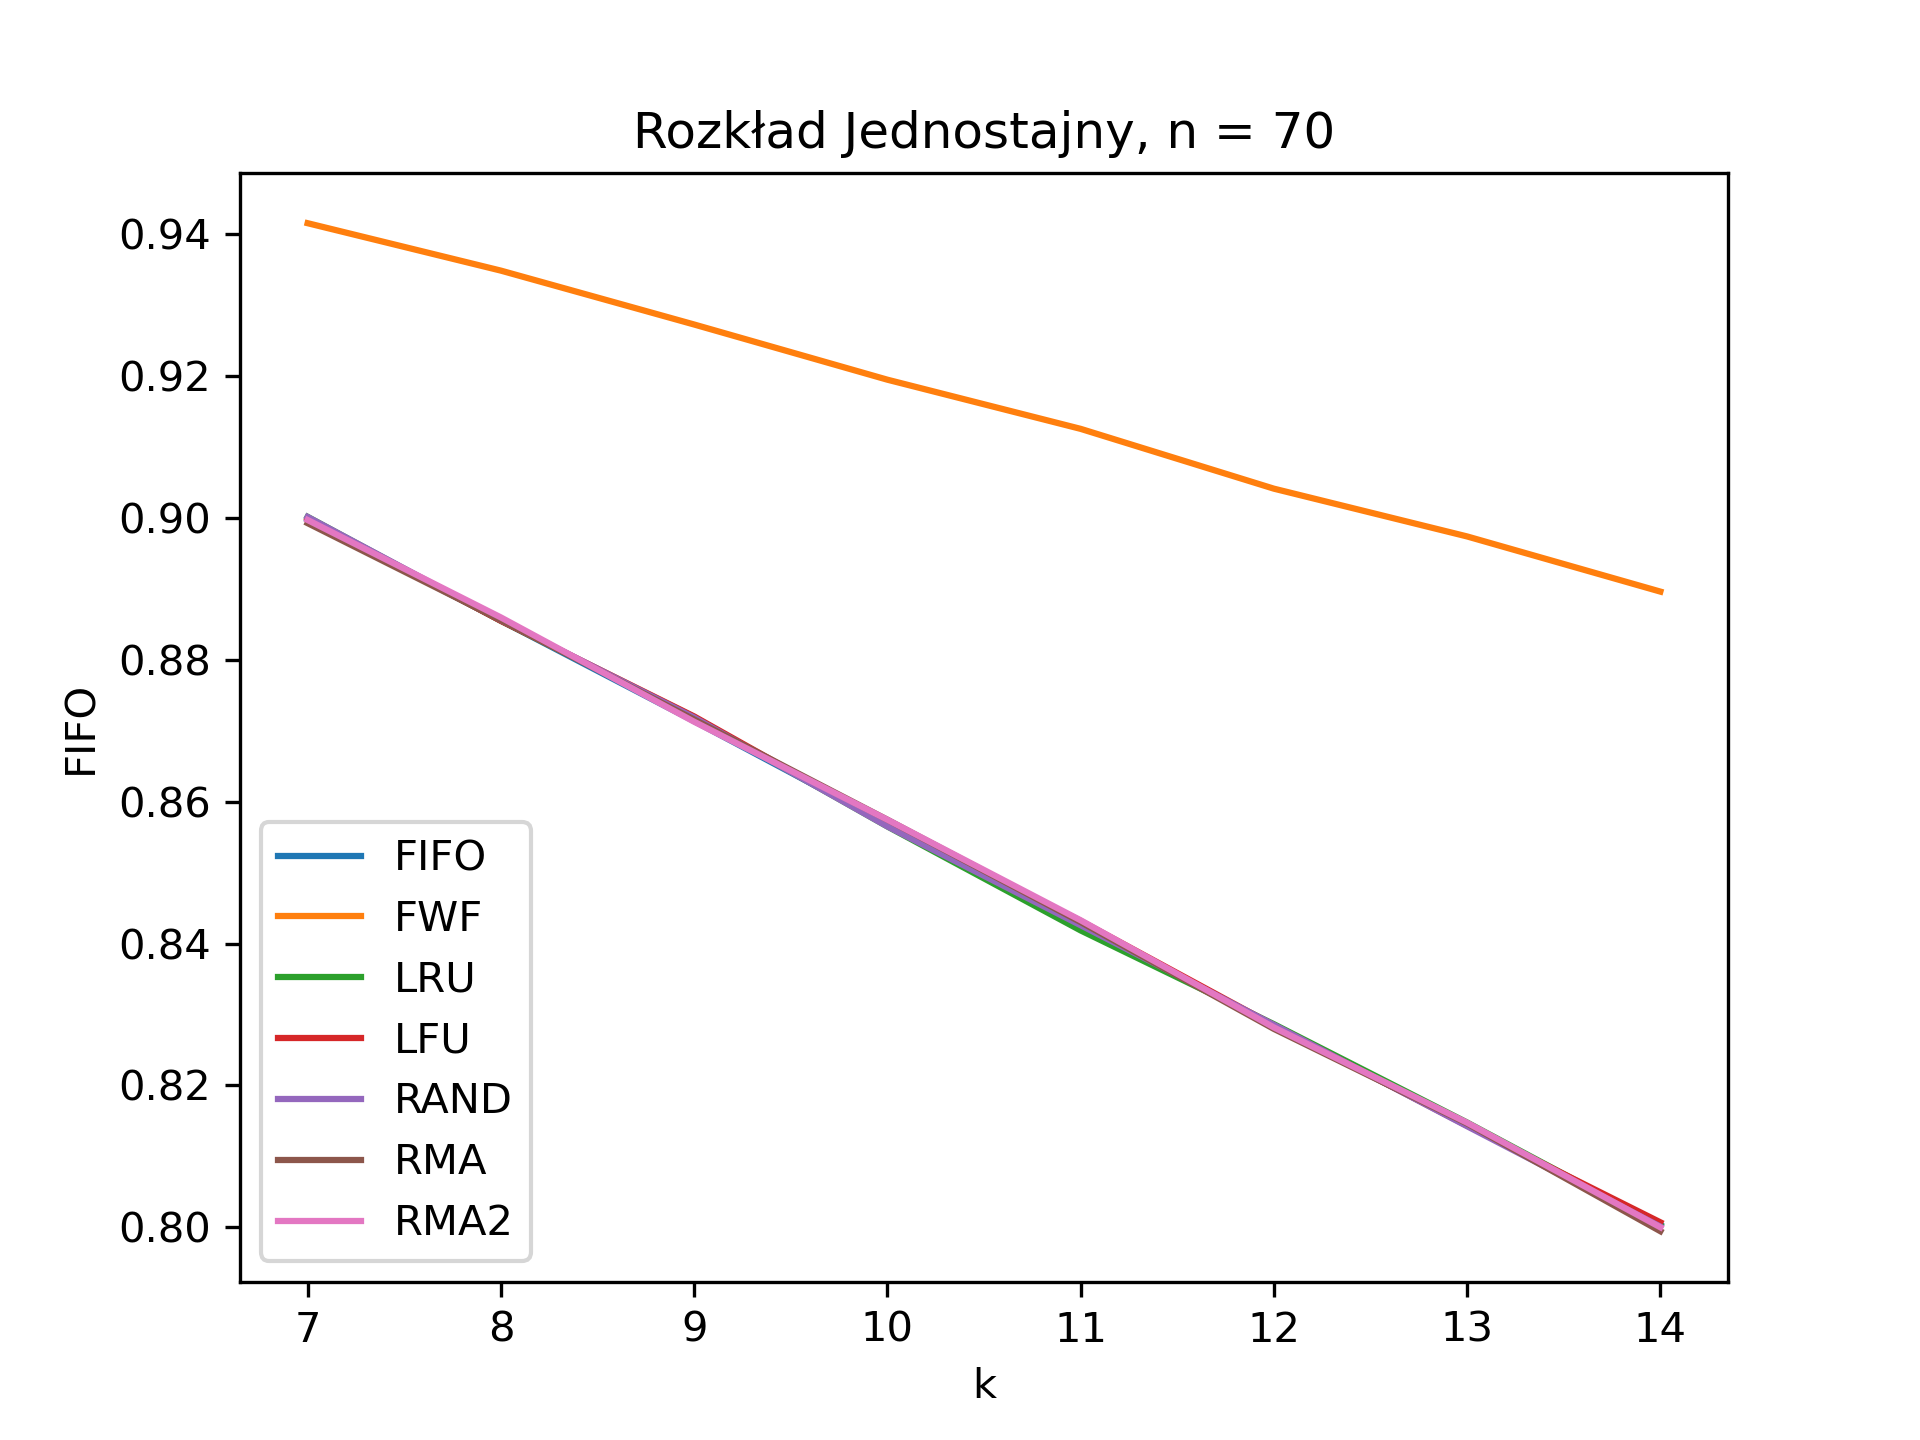 Rozkład Jednostajny, n = 70
0.94
0.92
0.90
0.88
0.86
0.84
0.82
0.80
FIFO
FIFO
FWF
LRU
LFU
RAND
RMA
RMA2
7 8 9 10 11 12 13 14
k